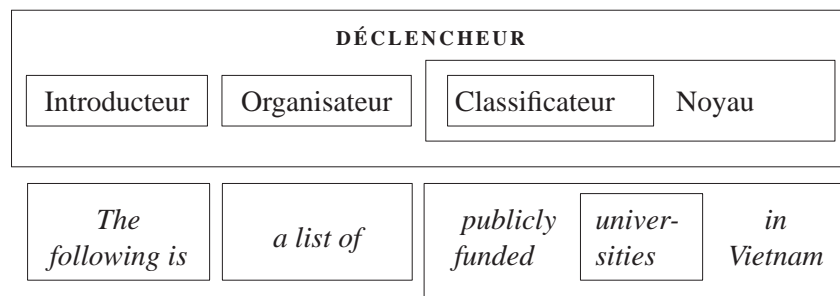 DÉCLENCHEUR
Introducteur Organisateur Classificateur Noyau
The following is a list of publicly funded univer-sities in Vietnam